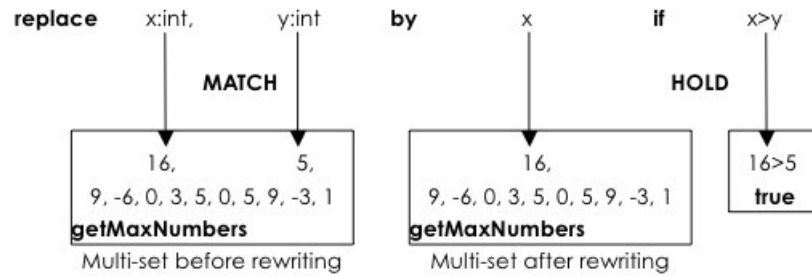 replace x:int, y:int by x if x>y
MATCH HOLD
16, 5, 16, 16>5
9, -6, 0, 3, 5, 0, 5, 9, -3, 1 9, -6, 0, 3, 5, 0, 5, 9, -3, 1 true
getMaxNumbers getMaxNumbers
Multi-set before rewriting Multi-set after rewriting